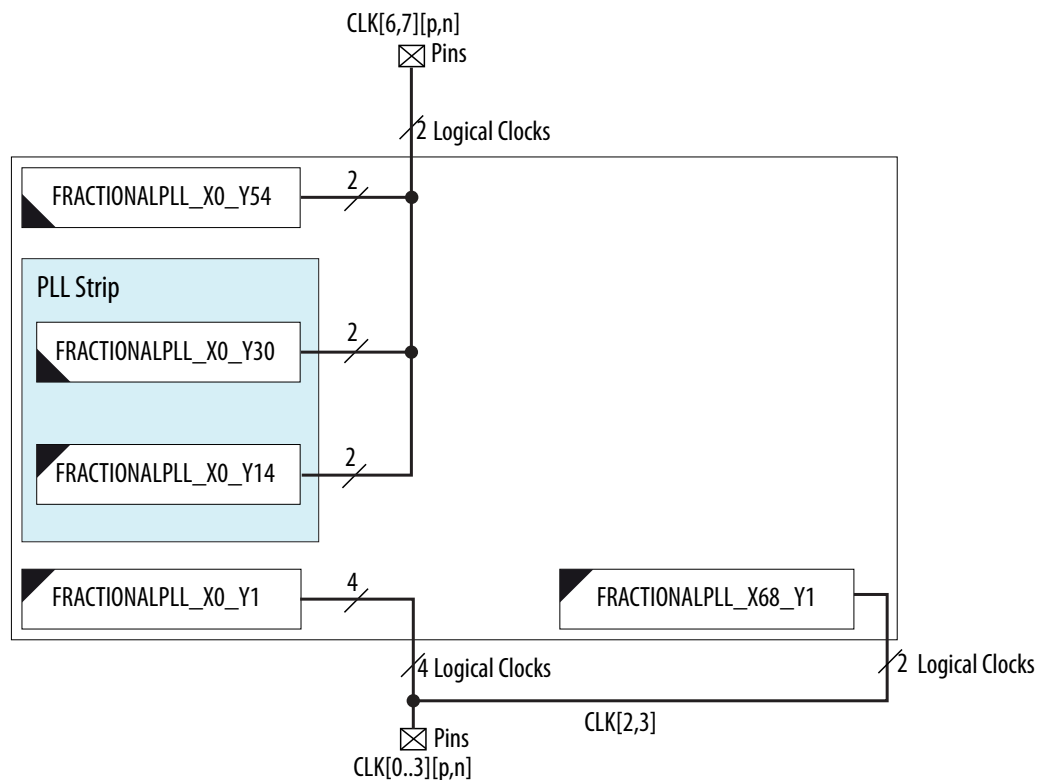 CLK[6,7][p,n]
Pins
2 Logical Clocks
FRACTIONALPLL_X0_Y54
2
PLL Strip
FRACTIONALPLL_X0_Y30
2
FRACTIONALPLL_X0_Y14
2
FRACTIONALPLL_X0_Y1
4
FRACTIONALPLL_X68_Y1
4 Logical Clocks
2 Logical Clocks
CLK[2,3]
Pins
CLK[0..3][p,n]